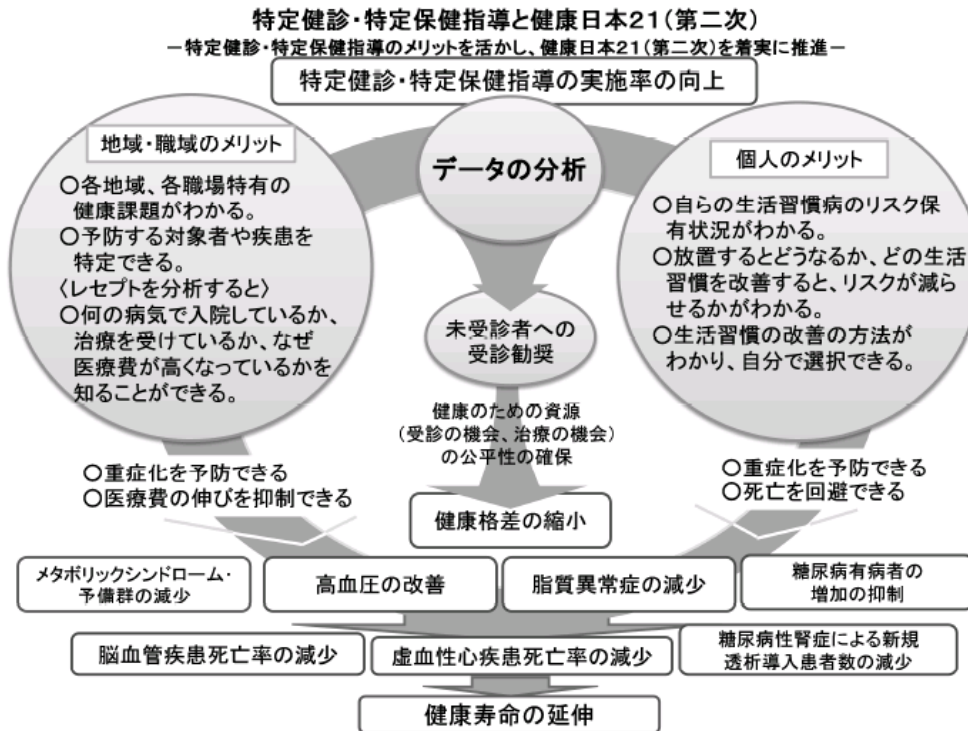 特定健診・特定保健指導と健康日本21(第二次)
－特定健診・特定保健指導のメリットを活かし、健康日本21(第二次)を着実に推進－
特定健診・特定保健指導の実施率の向上
地域・職域のメリット
○各地域、各職場特有の
健康課題がわかる。
○予防する対象者や疾患を
特定できる。
〈レセプトを分析すると〉
○何の病気で入院しているか、
治療を受けているか、なぜ
医療費が高くなっているかを
知ることができる。
○重症化を予防できる
○医療費の伸びを抑制できる
データの分析
未受診者への
受診勧奨
健康のための資源
(受診の機会、治療の機会)
の公平性の確保
健康格差の縮小
個人のメリット
○自らの生活習慣病のリスク保
有状況がわかる。
○放置するとどうなるか、どの生活
習慣を改善すると、リスクが減ら
せるかがわかる。
○生活習慣の改善の方法が
わかり、自分で選択できる。
○重症化を予防できる
○死亡を回避できる
メタボリックシンドローム・
予備群の減少
高血圧の改善
脂質異常症の減少
糖尿病有病者の
増加の抑制
脳血管疾患死亡率の減少
虚血性心疾患死亡率の減少
糖尿病性腎症による新規
透析導入患者数の減少
健康寿命の延伸